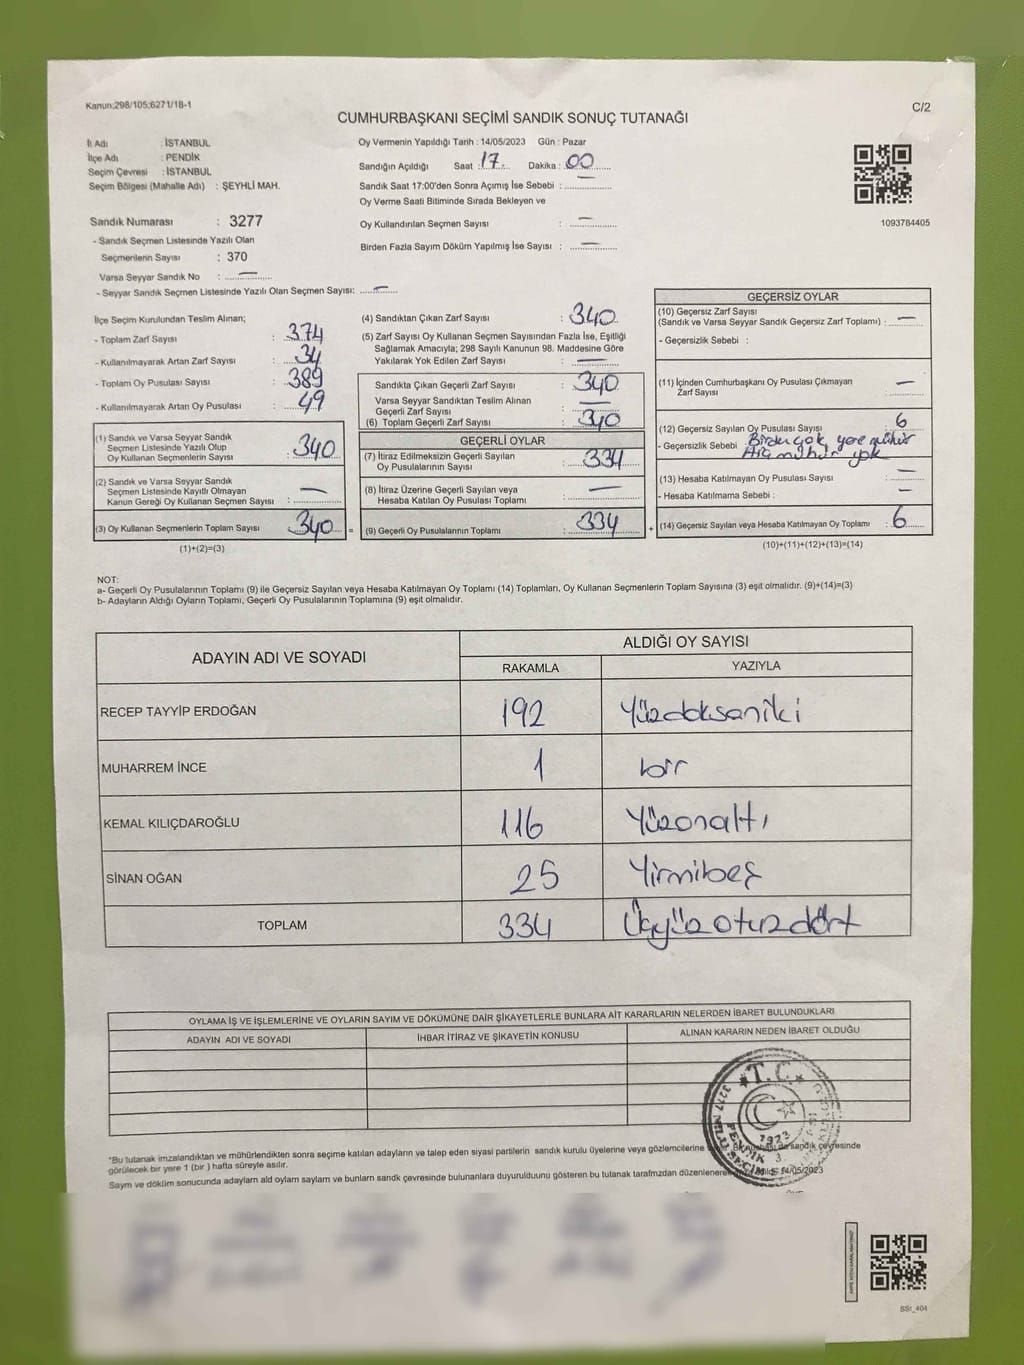 Kanun;298/105;6271/18-1
C/2
CUMHURBAŞKANI SEÇİMİ SANDIK SONUÇ TUTANAĞI
İl Adı : İSTANBUL
İlçe Adı : PENDİK
Seçim Çevresi : İSTANBUL
Seçim Bölgesi (Mahalle Adı) : ŞEYHLİ MAH.
Sandık Numarası : 3277
- Sandık Seçmen Listesinde Yazılı Olan
Seçmenlerin Sayısı : 370
Varsa Seyyar Sandık No : —
- Seyyar Sandık Seçmen Listesinde Yazılı Olan Seçmen Sayısı: —
Oy Vermenin Yapıldığı Tarih : 14/05/2023 Gün : Pazar
Sandığın Açıldığı Saat : 17 Dakika : 00
Sandık Saat 17:00'den Sonra Açımış İse Sebebi : —
Oy Verme Saati Bitiminde Sırada Bekleyen ve
Oy Kullandırılan Seçmen Sayısı : —
Birden Fazla Sayım Döküm Yapılmış İse Sayısı : —
1093784405
İlçe Seçim Kurulundan Teslim Alınan;
- Toplam Zarf Sayısı : 374
- Kullanılmayarak Artan Zarf Sayısı : 34
- Toplam Oy Pusulası Sayısı : 389
- Kullanılmayarak Artan Oy Pusulası : 49
(1) Sandık ve Varsa Seyyar Sandık
Seçmen Listesinde Yazılı Olup
Oy Kullanan Seçmenlerin Sayısı : 340
(2) Sandık ve Varsa Seyyar Sandık
Seçmen Listesinde Kayıtlı Olmayan
Kanun Gereği Oy Kullanan Seçmen Sayısı : —
(3) Oy Kullanan Seçmenlerin Toplam Sayısı : 340 =
(1)+(2)=(3)
(4) Sandıktan Çıkan Zarf Sayısı : 340
(5) Zarf Sayısı Oy Kullanan Seçmen Sayısından Fazla İse, Eşitliği
Sağlamak Amacıyla; 298 Sayılı Kanunun 98. Maddesine Göre
Yakılarak Yok Edilen Zarf Sayısı : —
Sandıkta Çıkan Geçerli Zarf Sayısı : 340
Varsa Seyyar Sandıktan Teslim Alınan
Geçerli Zarf Sayısı : —
(6) Toplam Geçerli Zarf Sayısı : 340
GEÇERLİ OYLAR
(7) İtiraz Edilmeksizin Geçerli Sayılan
Oy Pusulalarının Sayısı : 334
(8) İtiraz Üzerine Geçerli Sayılan veya
Hesaba Katılan Oy Pusulası Toplamı : —
(9) Geçerli Oy Pusulalarının Toplamı : 334 +
GEÇERSİZ OYLAR
(10) Geçersiz Zarf Sayısı
(Sandık ve Varsa Seyyar Sandık Geçersiz Zarf Toplamı) : —
- Geçersizlik Sebebi :
(11) İçinden Cumhurbaşkanı Oy Pusulası Çıkmayan
Zarf Sayısı : —
(12) Geçersiz Sayılan Oy Pusulası Sayısı : 6
- Geçersizlik Sebebi : Birden çok yere mühür
mühür yok
(13) Hesaba Katılmayan Oy Pusulası Sayısı : —
- Hesaba Katılmama Sebebi : —
(14) Geçersiz Sayılan veya Hesaba Katılmayan Oy Toplamı : 6
(10)+(11)+(12)+(13)=(14)
NOT:
a- Geçerli Oy Pusulalarının Toplamı (9) ile Geçersiz Sayılan veya Hesaba Katılmayan Oy Toplamı (14) Toplamları, Oy Kullanan Seçmenlerin Toplam Sayısına (3) eşit olmalıdır. (9)+(14)=(3)
b- Adayların Aldığı Oyların Toplamı, Geçerli Oy Pusulalarının Toplamına (9) eşit olmalıdır.
ADAYIN ADI VE SOYADI ALDIĞI OY SAYISI
RAKAMLA YAZIYLA
RECEP TAYYİP ERDOĞAN 192 Yüzdoksaniki
MUHARREM İNCE 1 bir
KEMAL KILIÇDAROĞLU 116 Yüzonaltı
SİNAN OĞAN 25 Yirmibeş
TOPLAM 334 Üçyüzotuzdört
OYLAMA İŞ VE İŞLEMLERİNE VE OYLARIN SAYIM VE DÖKÜMÜNE DAİR ŞİKAYETLERLE BUNLARA AİT KARARLARIN NELERDEN İBARET BULUNDUKLARI
ADAYIN ADI VE SOYADI İHBAR İTİRAZ VE ŞİKAYETİN KONUSU ALINAN KARARIN NEDEN İBARET OLDUĞU
T.C.
1923
3277 NOLU
PENDİK 3.
SEÇİM
*Bu tutanak imzalandıktan ve mühürlendikten sonra seçime katılan adayların ve talep eden siyasi partilerin sandık kurulu üyelerine veya gözlemcilerine sandık çevresinde
görülecek bir yere 1 (bir ) hafta süreyle asılır.
Saym ve döklm sonucunda adaylarn ald oylarn saylarn ve bunlarn sandk çevresinde bulunanlara duyurulduunu gösteren bu tutanak tarafmzdan 14/05/2023
SSt_404